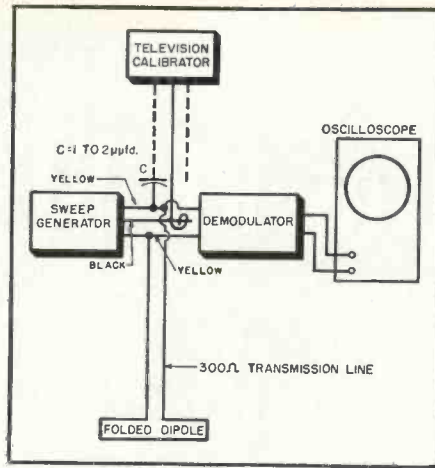 TELEVISION
CALIBRATOR
OSCILLOSCOPE
C=1 TO 2μμfd.
C
YELLOW
SWEEP
GENERATOR
DEMODULATOR
BLACK
YELLOW
300Ω TRANSMISSION LINE
FOLDED DIPOLE